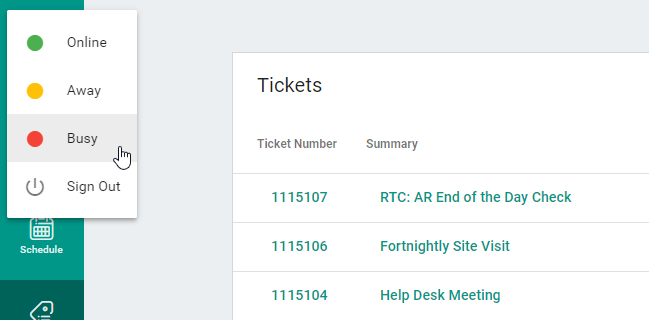 Online
Away
Busy
Sign Out
Schedule
Tickets
Ticket Number Summary
1115107 RTC: AR End of the Day Check
1115106 Fortnightly Site Visit
1115104 Help Desk Meeting